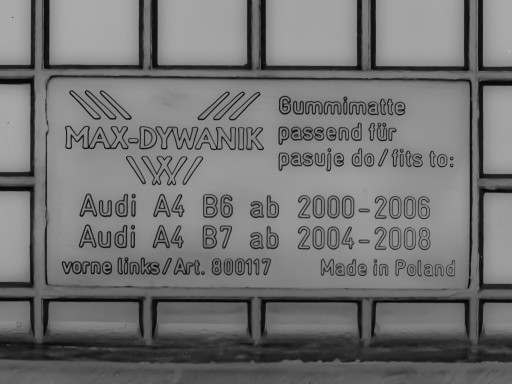 MAX-DYWANIK
Gummimatte
passend für
pasuje do/fits to:
Audi A4 B6 ab 2000-2006
Audi A4 B7 ab 2004-2008
vorne links/Art. 800117
Made in Poland